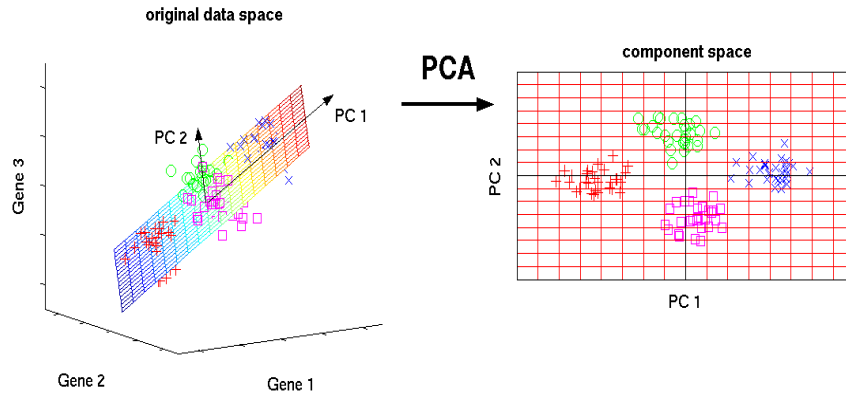 original data space
PCA
component space
PC 1
PC 2
Gene 3
PC 2
Gene 2
Gene 1
PC 1